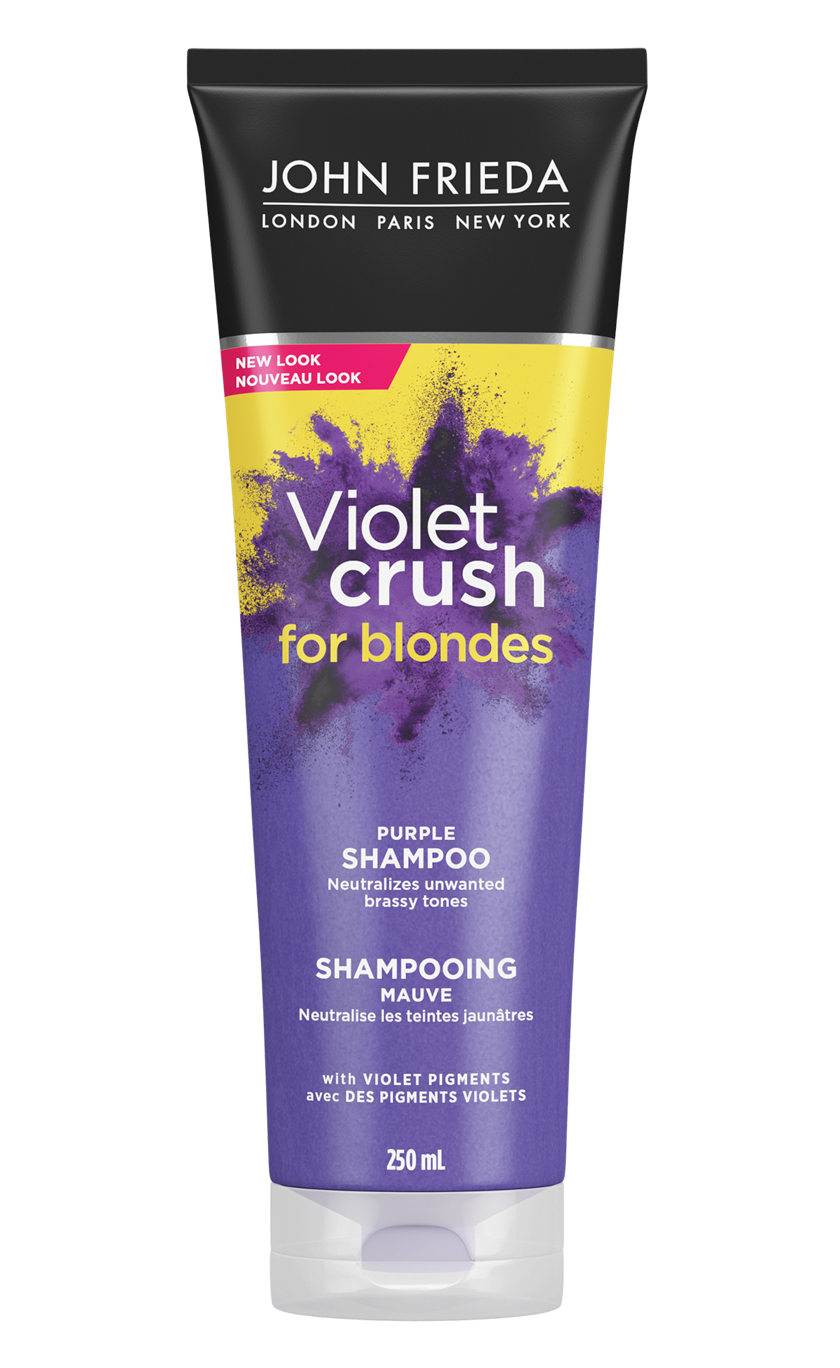 JOHN FRIEDA
LONDON PARIS NEW YORK
NEW LOOK
NOUVEAU LOOK
Violet
crush
for blondes
PURPLE
SHAMPOO
Neutralizes unwanted
brassy tones
SHAMPOOING
MAUVE
Neutralise les teintes jaunâtres
with VIOLET PIGMENTS
avec DES PIGMENTS VIOLETS
250 mL